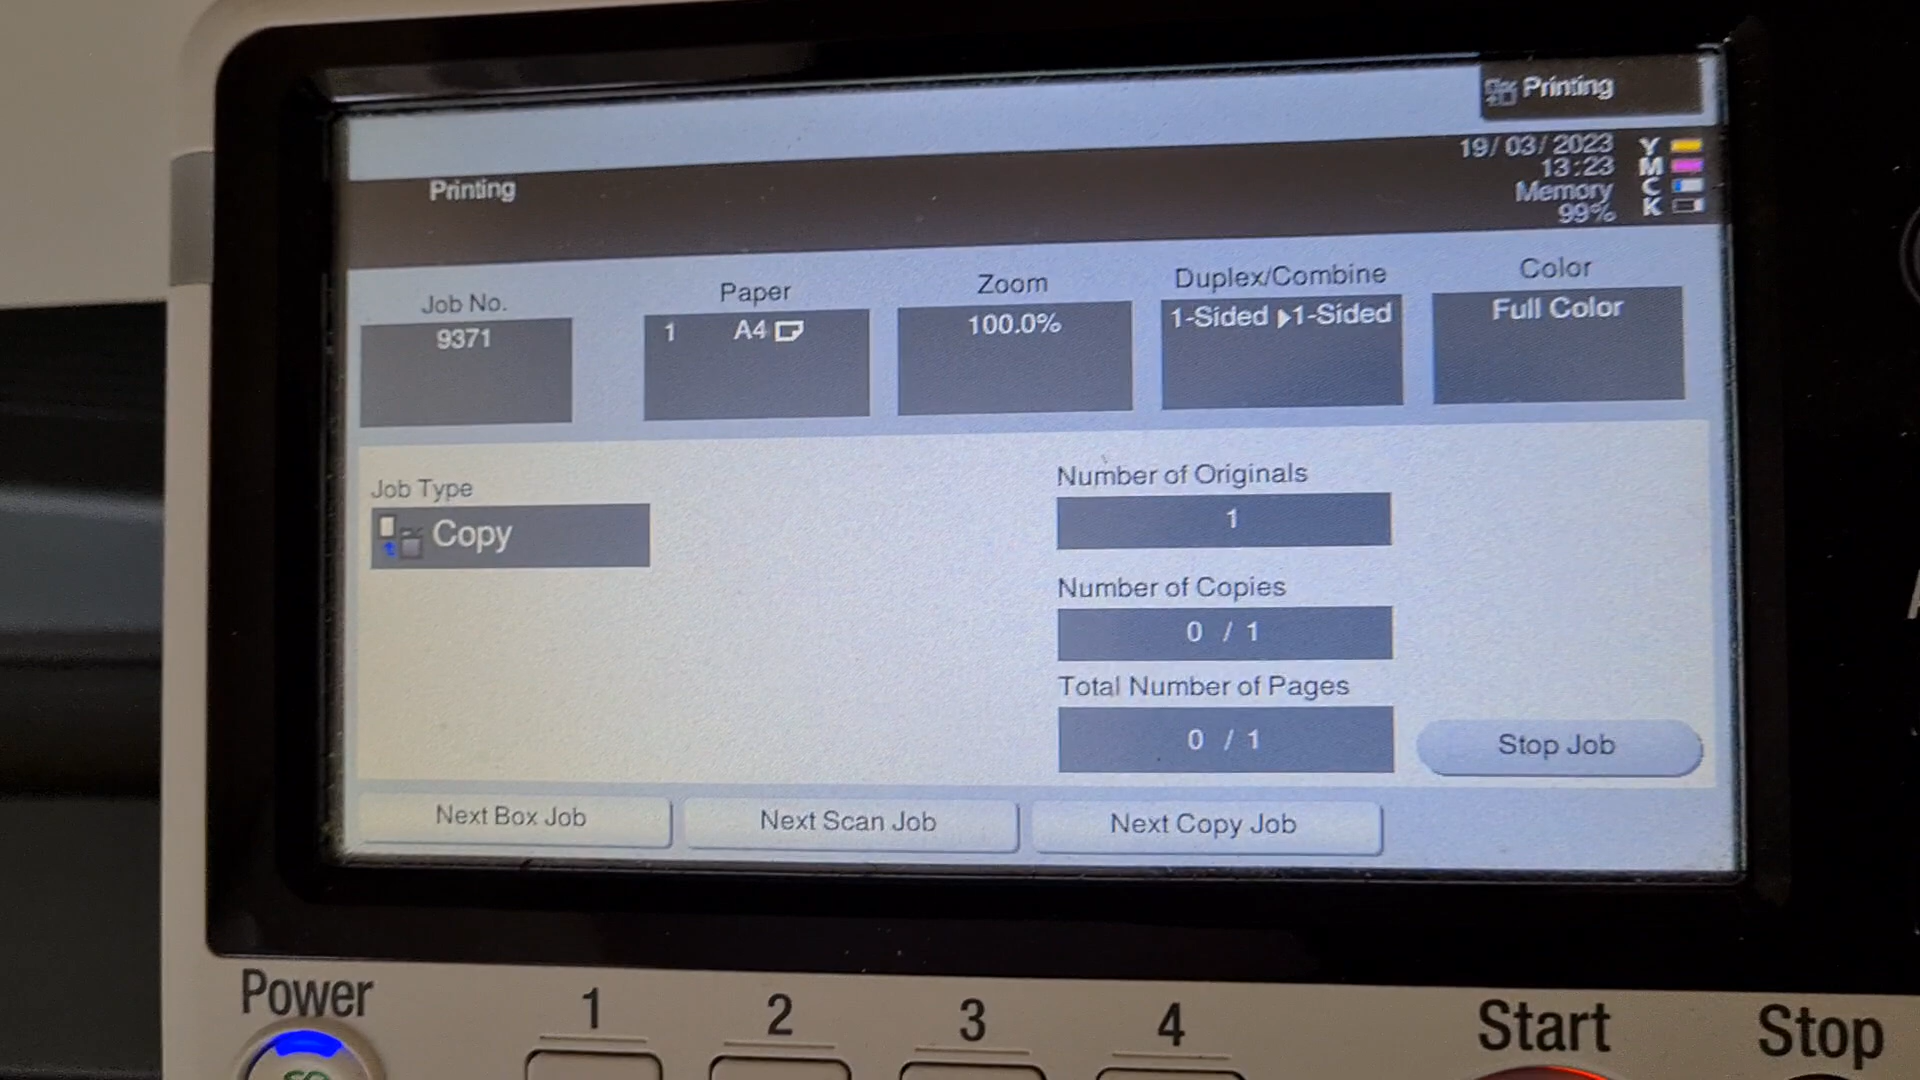 Printing
19/03/2023 Y
13:23 M
Memory C
99% K
Printing
Job No.
9371
Paper
1 A4
Zoom
100.0%
Duplex/Combine
1-Sided ▶1-Sided
Color
Full Color
Job Type
Copy
Number of Originals
1
Number of Copies
0 / 1
Total Number of Pages
0 / 1
Stop Job
Next Box Job
Next Scan Job
Next Copy Job
Power
1
2
3
4
Start
Stop